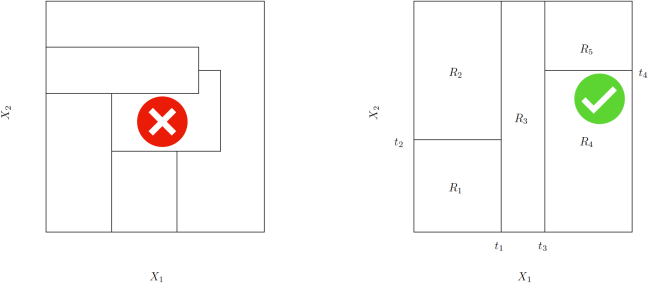 X₂
X₁
X₂
R₅
R₂
t₄
R₃
t₂
R₄
R₁
t₁
t₃
X₁